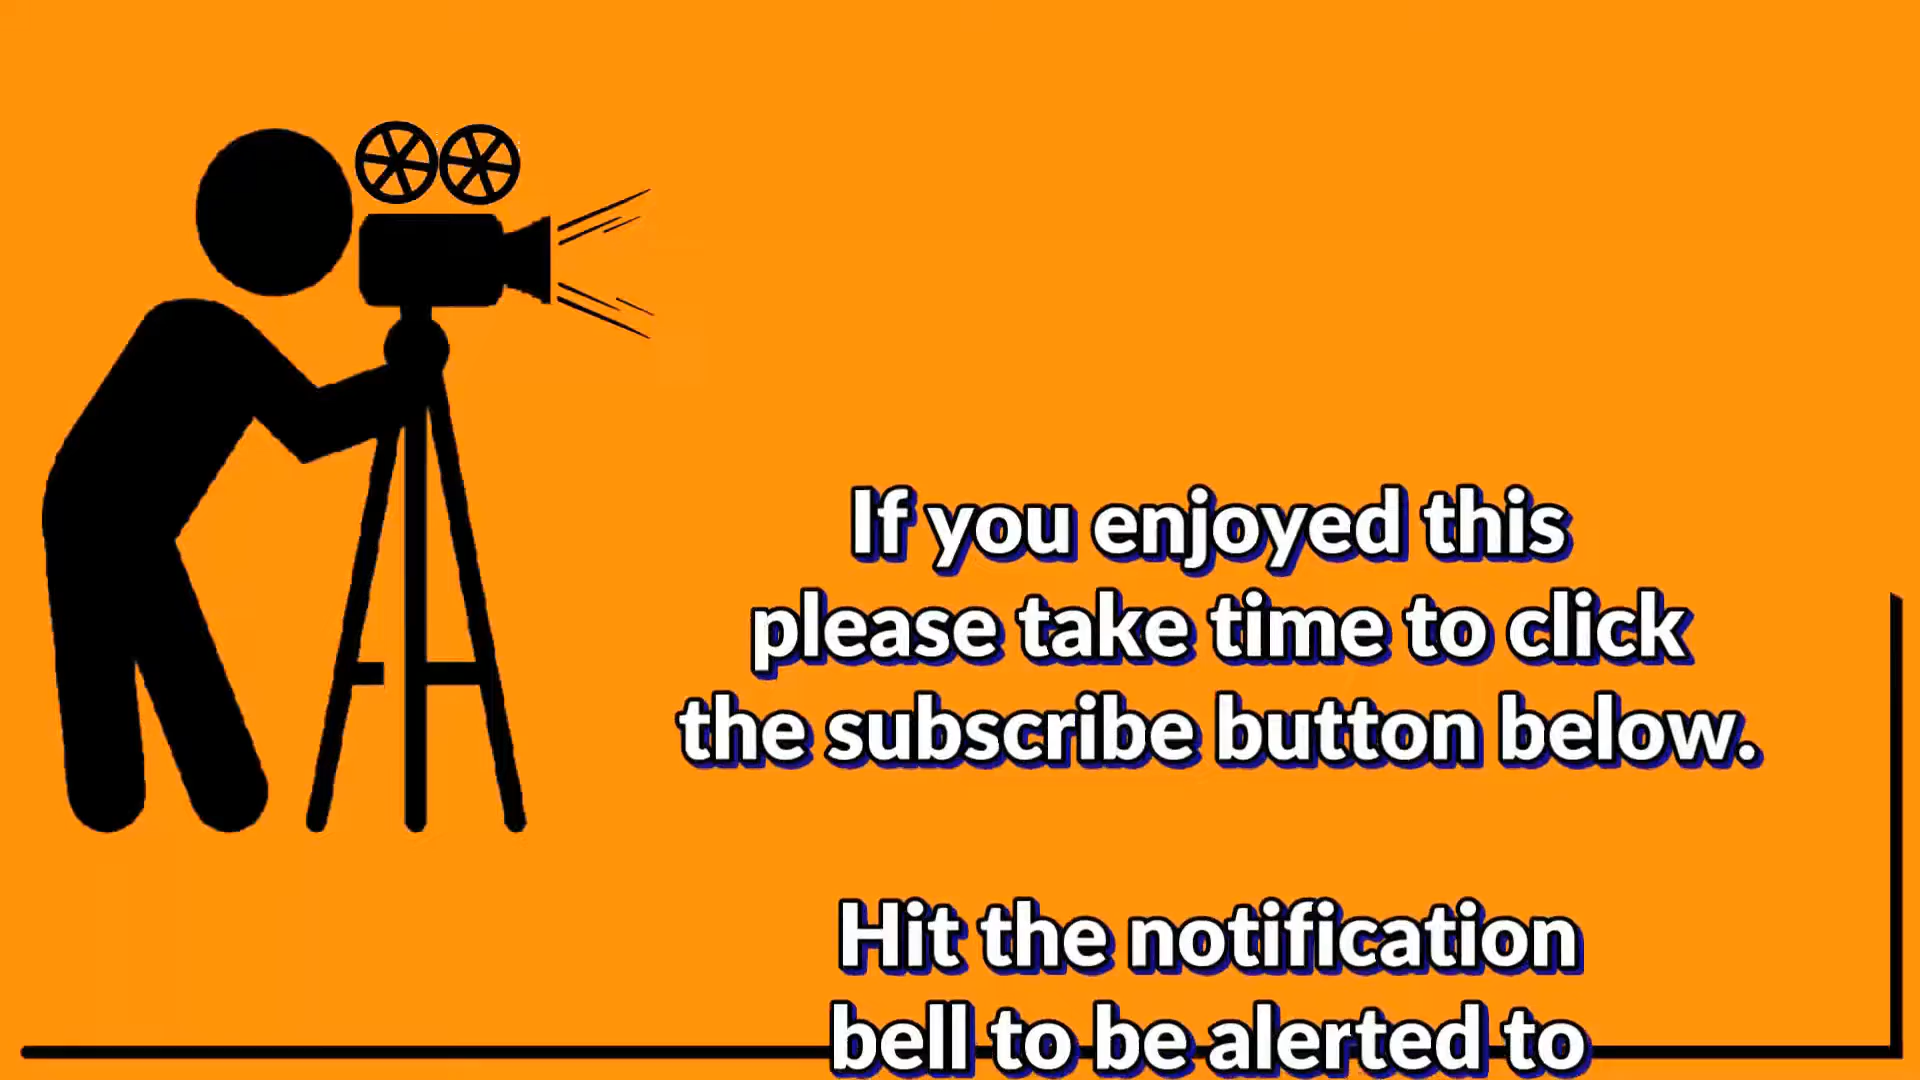 If you enjoyed this
please take time to click
the subscribe button below.
Hit the notification
bell to be alerted to